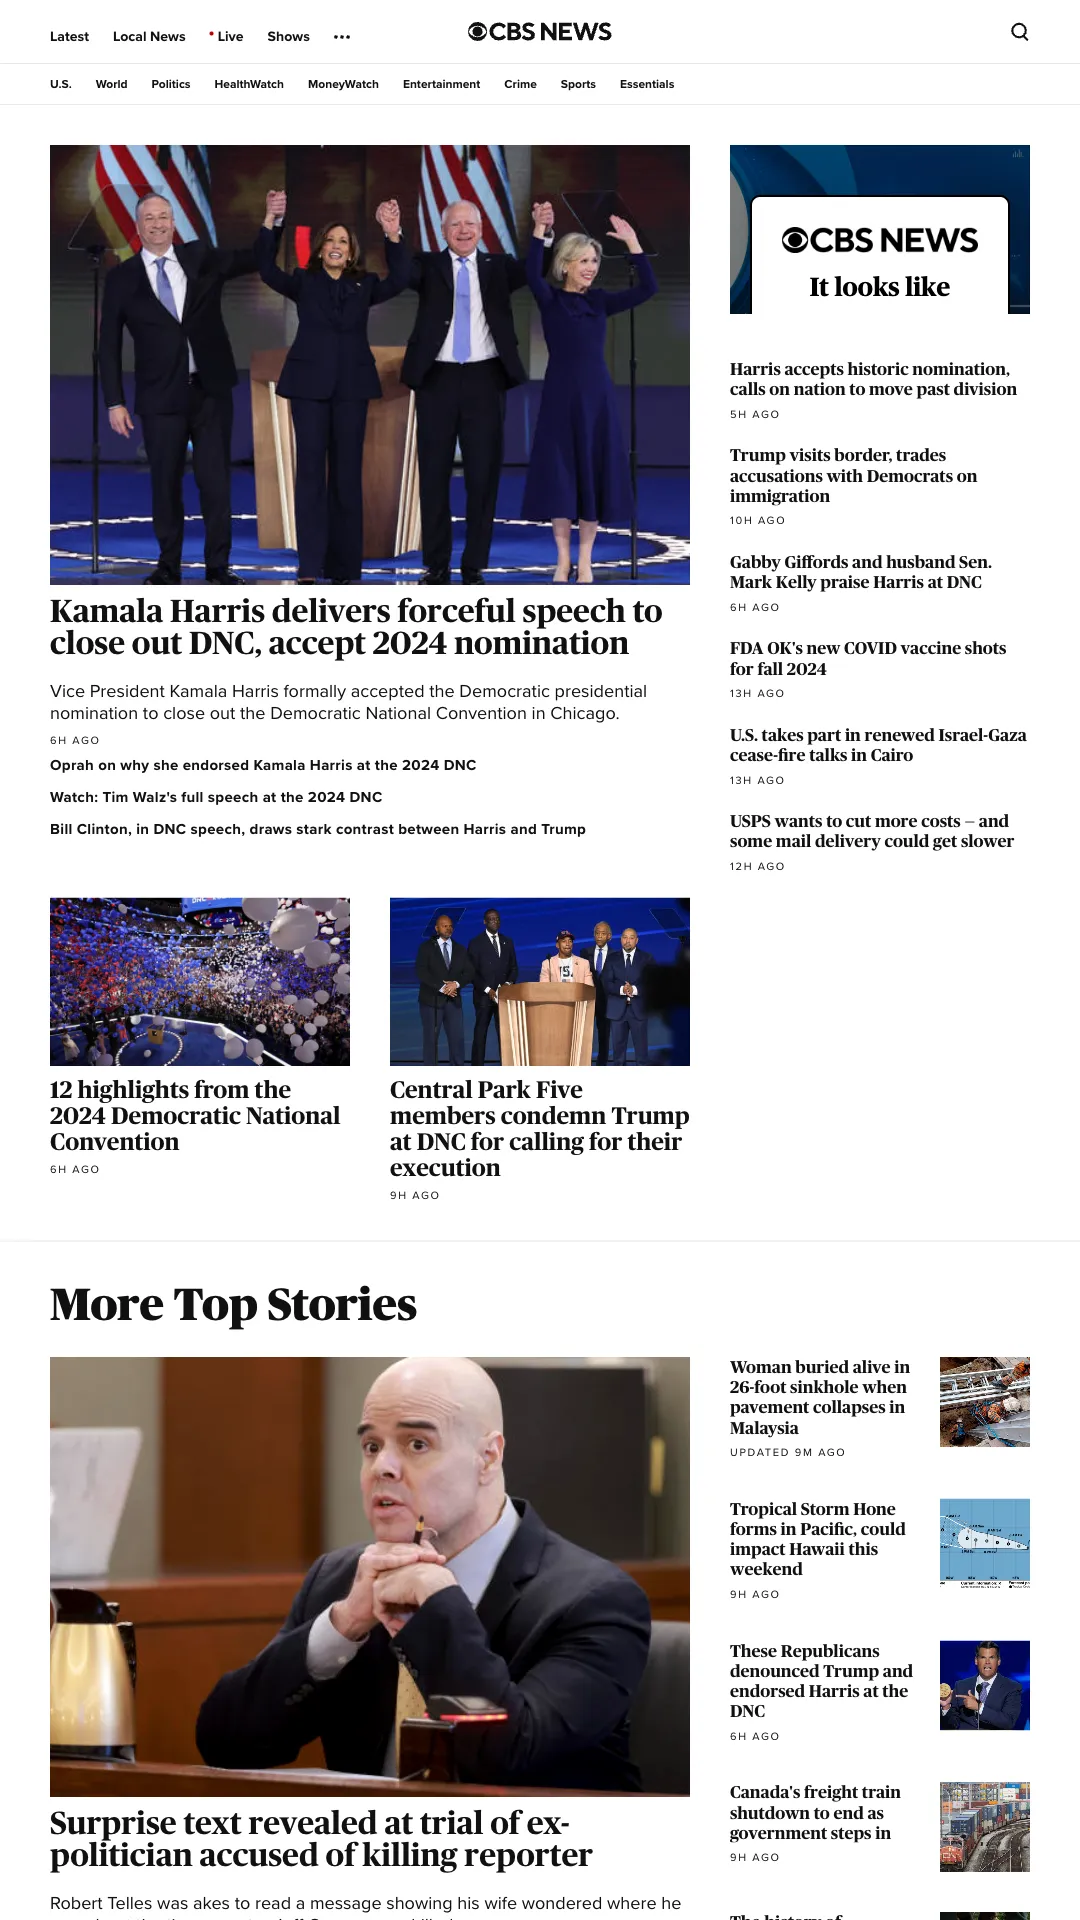 Latest Local News Live Shows
CBS NEWS
U.S. World Politics HealthWatch MoneyWatch Entertainment Crime Sports Essentials
Kamala Harris delivers forceful speech to
close out DNC, accept 2024 nomination
Vice President Kamala Harris formally accepted the Democratic presidential
nomination to close out the Democratic National Convention in Chicago.
6H AGO
Oprah on why she endorsed Kamala Harris at the 2024 DNC
Watch: Tim Walz's full speech at the 2024 DNC
Bill Clinton, in DNC speech, draws stark contrast between Harris and Trump
12 highlights from the
2024 Democratic National
Convention
6H AGO
Central Park Five
members condemn Trump
at DNC for calling for their
execution
9H AGO
CBS NEWS
It looks like
Harris accepts historic nomination,
calls on nation to move past division
5H AGO
Trump visits border, trades
accusations with Democrats on
immigration
10H AGO
Gabby Giffords and husband Sen.
Mark Kelly praise Harris at DNC
6H AGO
FDA OK's new COVID vaccine shots
for fall 2024
13H AGO
U.S. takes part in renewed Israel-Gaza
cease-fire talks in Cairo
13H AGO
USPS wants to cut more costs — and
some mail delivery could get slower
12H AGO
More Top Stories
Surprise text revealed at trial of ex-
politician accused of killing reporter
Robert Telles was akes to read a message showing his wife wondered where he
Woman buried alive in
26-foot sinkhole when
pavement collapses in
Malaysia
UPDATED 9M AGO
Tropical Storm Hone
forms in Pacific, could
impact Hawaii this
weekend
9H AGO
These Republicans
denounced Trump and
endorsed Harris at the
DNC
6H AGO
Canada's freight train
shutdown to end as
government steps in
9H AGO
The history of